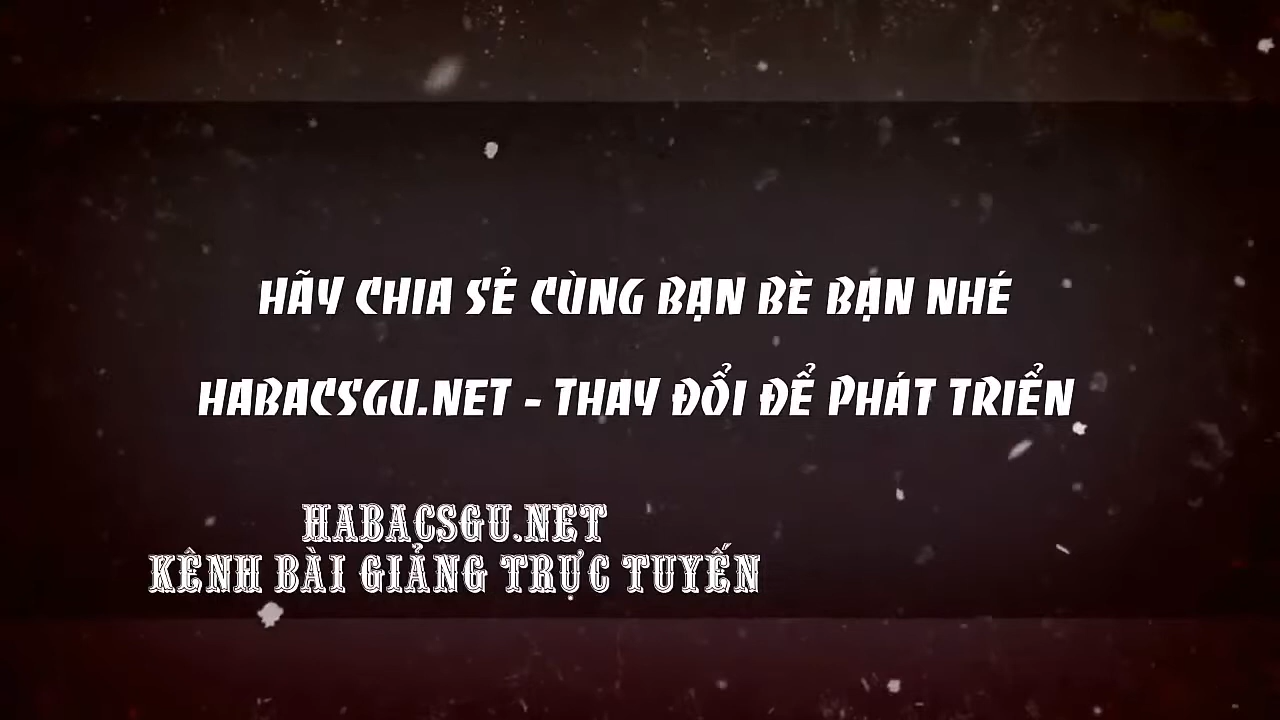 HÃY CHIA SẺ CÙNG BẠN BÈ BẠN NHÉ
HABACSGU.NET - THAY ĐỔI ĐỂ PHÁT TRIỂN
HABACSGU.NET
KÊNH BÀI GIẢNG TRỰC TUYẾN